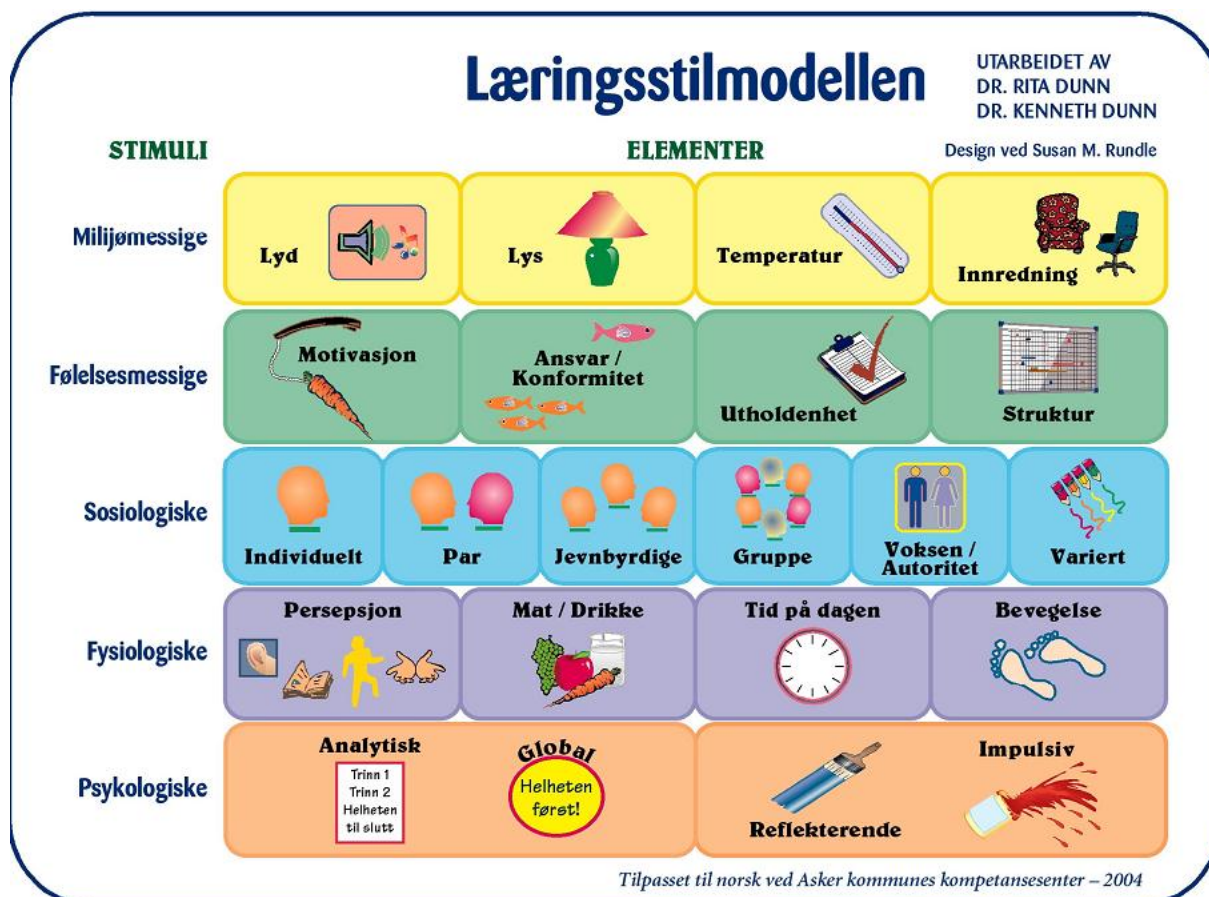 Læringsstilmodellen
UTARBEIDET AV
DR. RITA DUNN
DR. KENNETH DUNN
STIMULI
ELEMENTER
Design ved Susan M. Rundle
Milijømessige
Lyd
Lys
Temperatur
Innredning
Følelsesmessige
Motivasjon
Ansvar /
Konformitet
Utholdenhet
Struktur
Sosiologiske
Individuelt
Par
Jevnbyrdige
Gruppe
Voksen /
Autoritet
Variert
Fysiologiske
Persepsjon
Mat / Drikke
Tid på dagen
Bevegelse
Psykologiske
Analytisk
Trinn 1
Trinn 2
Helheten
til slutt
Global
Helheten
først!
Reflekterende
Impulsiv
Tilpasset til norsk ved Asker kommunes kompetansesenter – 2004